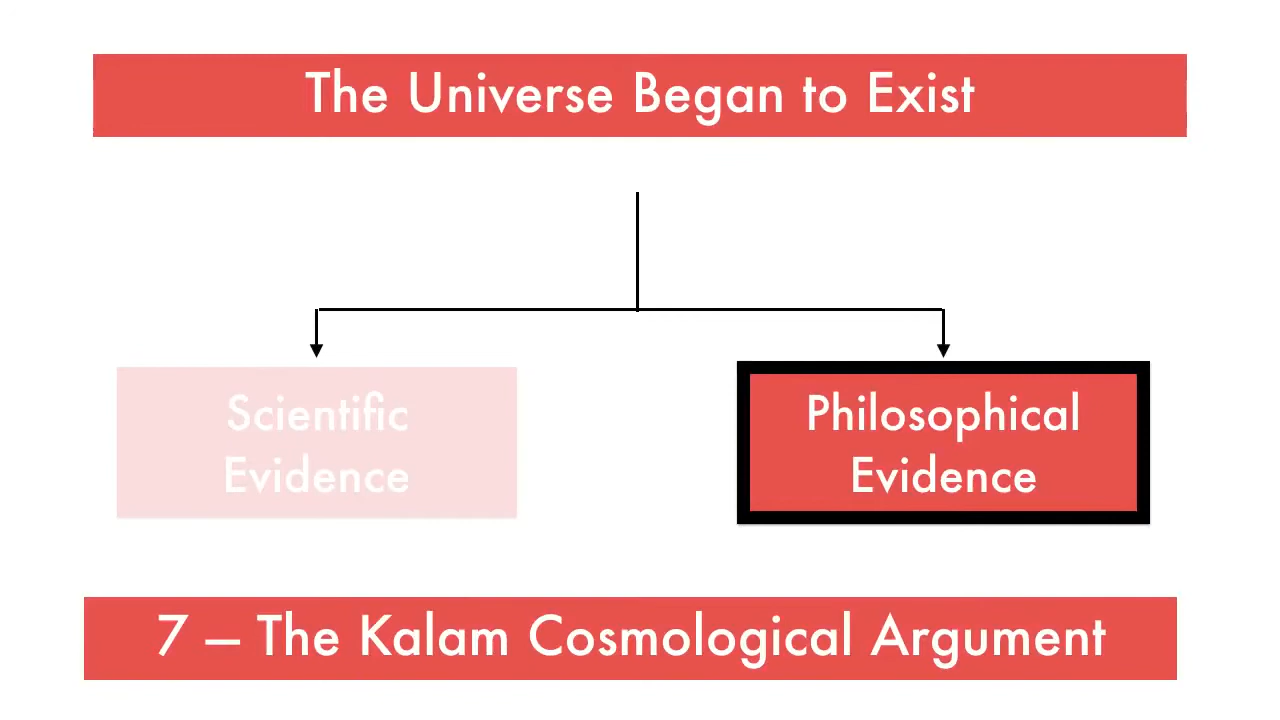 The Universe Began to Exist
Scientific
Evidence
Philosophical
Evidence
7 — The Kalam Cosmological Argument